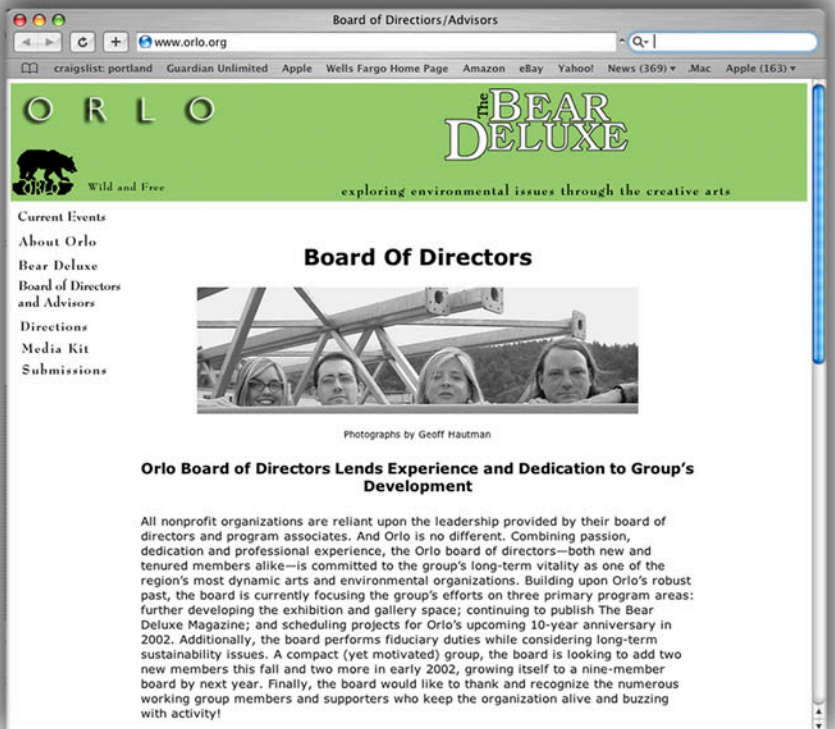 Board of Directiors/Advisors
www.orlo.org
craigslist: portland Guardian Unlimited Apple Wells Fargo Home Page Amazon eBay Yahoo! News (369) .Mac Apple (163)
O R L O
The BEAR DELUXE
ORLO
Wild and Free
exploring environmental issues through the creative arts
Current Events
About Orlo
Bear Deluxe
Board of Directors
and Advisors
Directions
Media Kit
Submissions
Board Of Directors
Photographs by Geoff Hautman
Orlo Board of Directors Lends Experience and Dedication to Group's
Development
All nonprofit organizations are reliant upon the leadership provided by their board of
directors and program associates. And Orlo is no different. Combining passion,
dedication and professional experience, the Orlo board of directors—both new and
tenured members alike—is committed to the group's long-term vitality as one of the
region's most dynamic arts and environmental organizations. Building upon Orlo's robust
past, the board is currently focusing the group's efforts on three primary program areas:
further developing the exhibition and gallery space; continuing to publish The Bear
Deluxe Magazine; and scheduling projects for Orlo's upcoming 10-year anniversary in
2002. Additionally, the board performs fiduciary duties while considering long-term
sustainability issues. A compact (yet motivated) group, the board is looking to add two
new members this fall and two more in early 2002, growing itself to a nine-member
board by next year. Finally, the board would like to thank and recognize the numerous
working group members and supporters who keep the organization alive and buzzing
with activity!